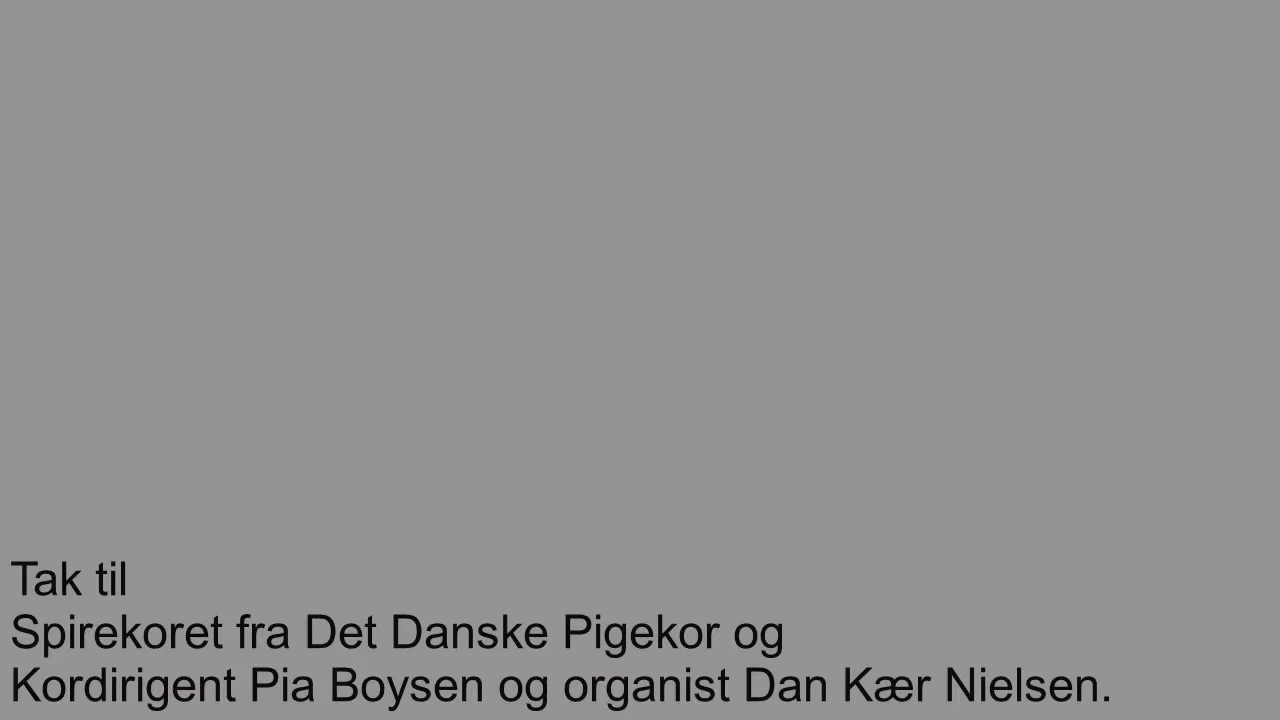 Tak til
Spirekoret fra Det Danske Pigekor og
Kordirigent Pia Boysen og organist Dan Kær Nielsen.